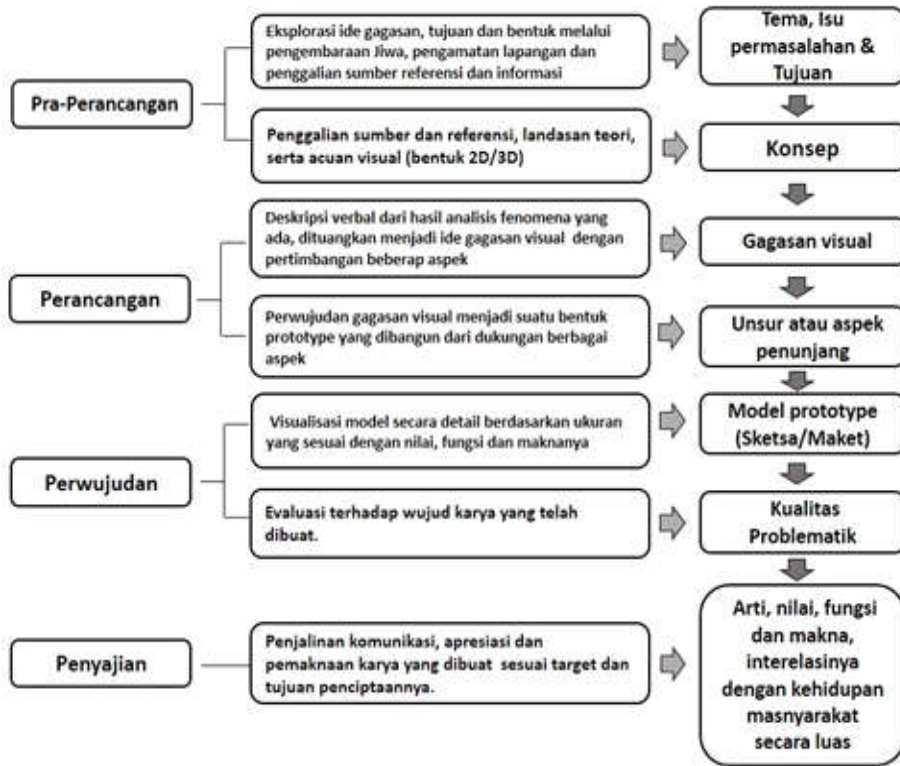 Eksplorasi ide gagasan, tujuan dan bentuk melalui
pengembaraan Jiwa, pengamatan lapangan dan
penggalian sumber referensi dan informasi
Tema, Isu
permasalahan &
Tujuan
Pra-Perancangan
Penggalian sumber dan referensi, landasan teori,
serta acuan visual (bentuk 2D/3D)
Konsep
Deskripsi verbal dari hasil analisis fenomena yang
ada, dituangkan menjadi ide gagasan visual dengan
pertimbangan beberap aspek
Gagasan visual
Perancangan
Perwujudan gagasan visual menjadi suatu bentuk
prototype yang dibangun dari dukungan berbagai
aspek
Unsur atau aspek
penunjang
Visualisasi model secara detail berdasarkan ukuran
yang sesuai dengan nilai, fungsi dan maknanya
Model prototype
(Sketsa/Maket)
Perwujudan
Evaluasi terhadap wujud karya yang telah
dibuat.
Kualitas
Problematik
Penyajian
Penjalinan komunikasi, apresiasi dan
pemaknaan karya yang dibuat sesuai target dan
tujuan penciptaannya.
Arti, nilai, fungsi
dan makna,
interelasinya
dengan kehidupan
masnyarakat
secara luas